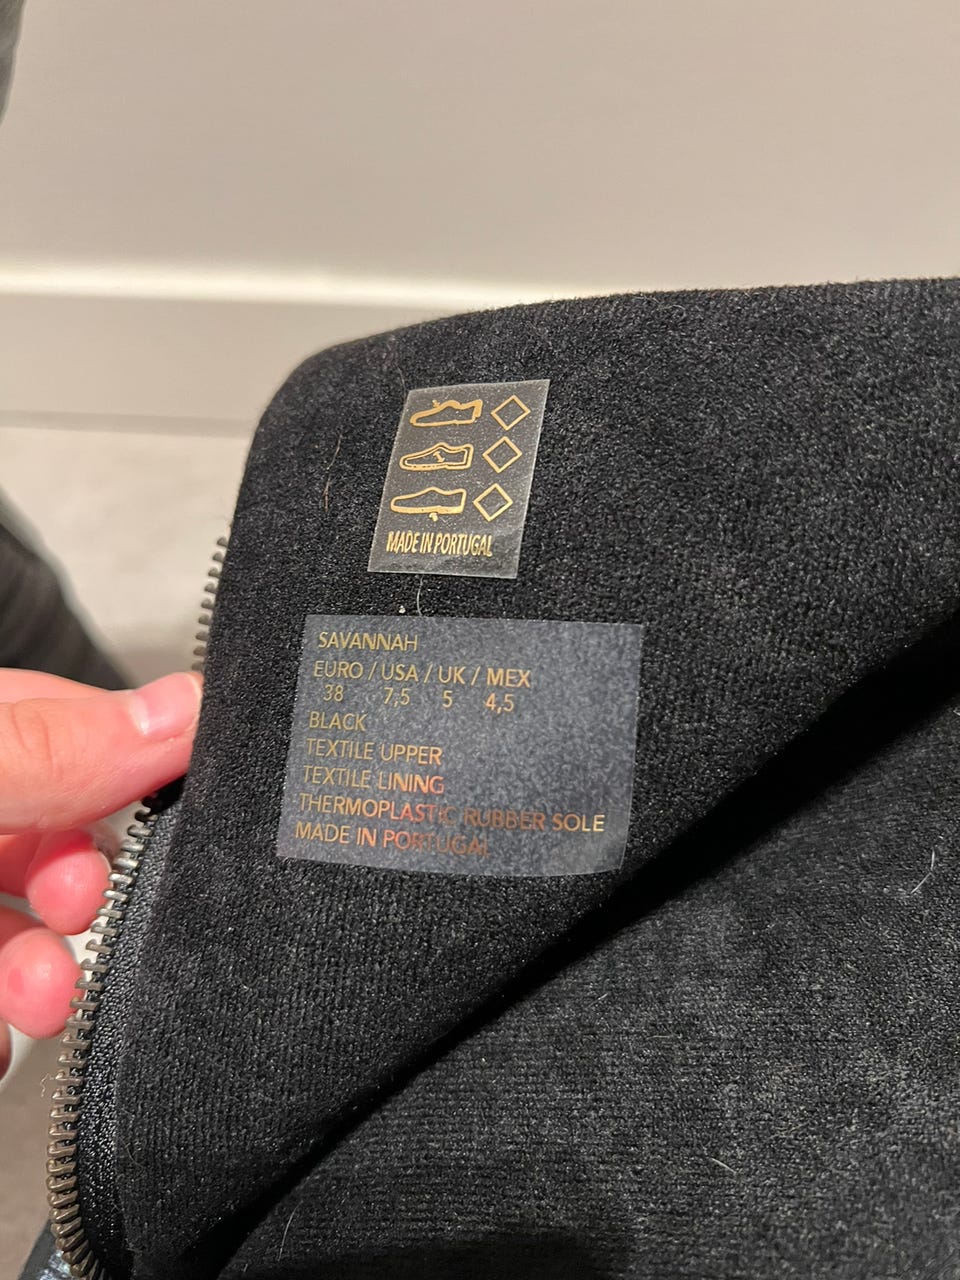 MADE IN PORTUGAL
SAVANNAH
EURO / USA / UK / MEX
38 7,5 5 4,5
BLACK
TEXTILE UPPER
TEXTILE LINING
THERMOPLASTIC RUBBER SOLE
MADE IN PORTUGAL